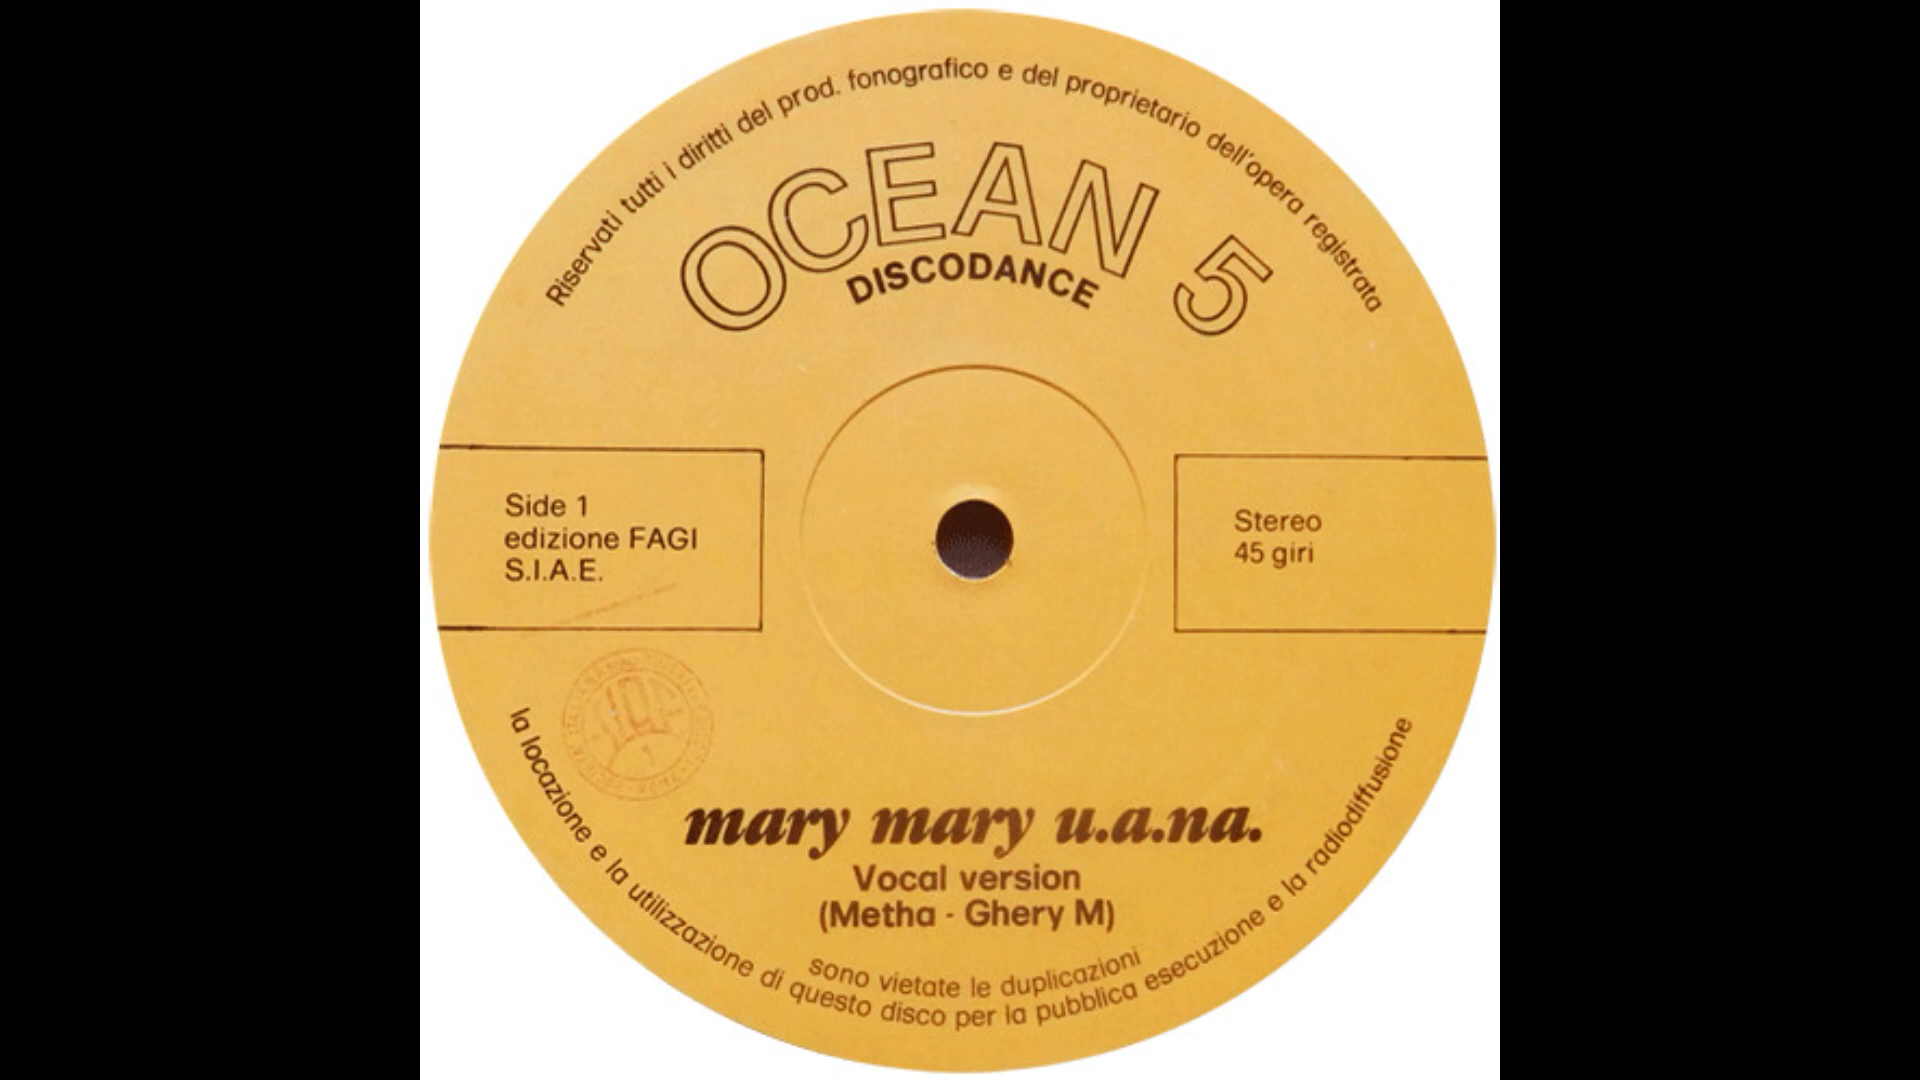 Riservati tutti i diritti del prod. fonografico e del proprietario dell'opera registrata
OCEAN 5
DISCODANCE
Side 1
edizione FAGI
S.I.A.E.
Stereo
45 giri
mary mary u.a.na.
Vocal version
(Metha - Ghery M)
sono vietate le duplicazioni
la locazione e la utilizzazione di questo disco per la pubblica esecuzione e la radiodiffusione